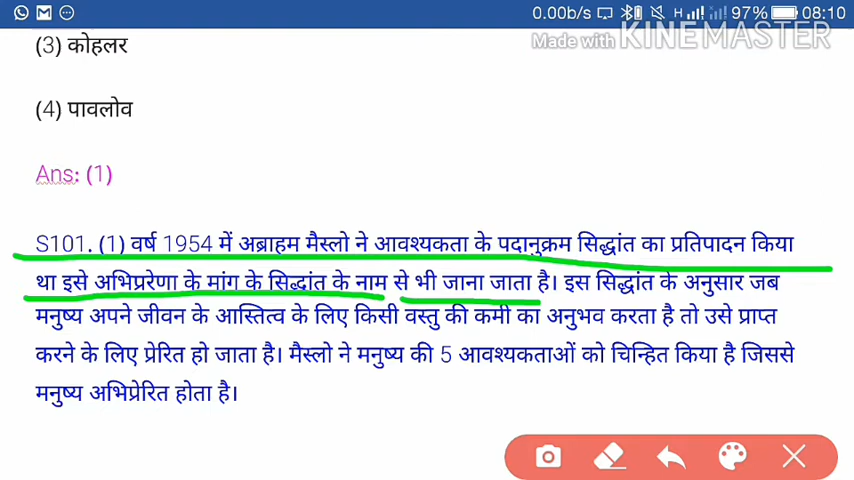 0.00b/s H 97% 08:10
Made with KINEMASTER
(3) कोहलर
(4) पावलोव
Ans: (1)
S101. (1) वर्ष 1954 में अब्राहम मैस्लो ने आवश्यकता के पदानुक्रम सिद्धांत का प्रतिपादन किया
था इसे अभिप्ररेणा के मांग के सिद्धांत के नाम से भी जाना जाता है। इस सिद्धांत के अनुसार जब
मनुष्य अपने जीवन के आस्तित्व के लिए किसी वस्तु की कमी का अनुभव करता है तो उसे प्राप्त
करने के लिए प्रेरित हो जाता है। मैस्लो ने मनुष्य की 5 आवश्यकताओं को चिन्हित किया है जिससे
मनुष्य अभिप्रेरित होता है।